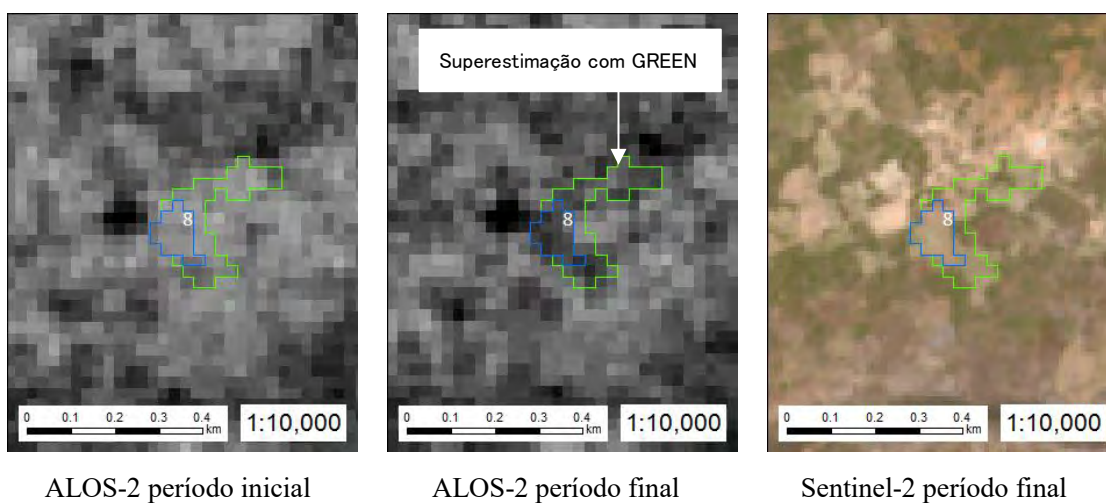 Superestimação com GREEN
8
8
8
0 0.1 0.2 0.3 0.4
km
1:10,000
0 0.1 0.2 0.3 0.4
km
1:10,000
0 0.1 0.2 0.3 0.4
km
1:10,000
ALOS-2 período inicial
ALOS-2 período final
Sentinel-2 período final